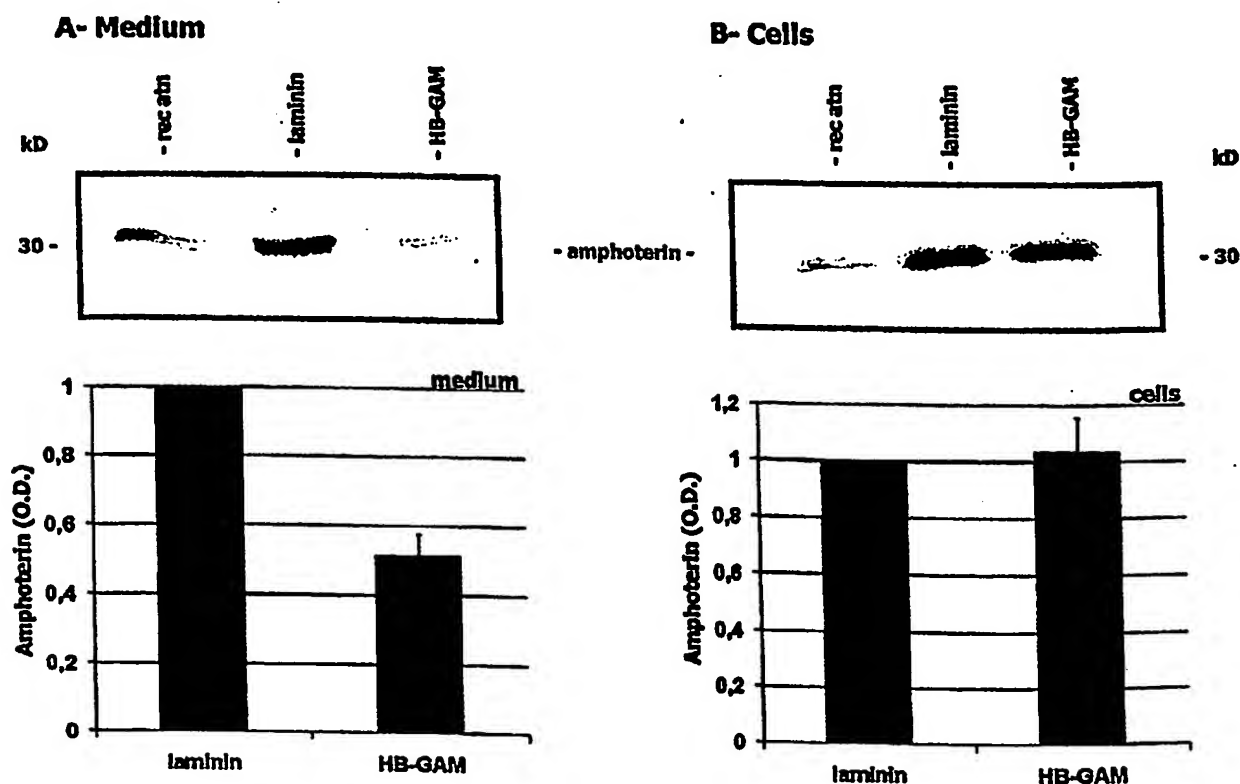 A- Medium
- rec atn
- laminin
- HB-GAM
kD
30 -
- amphoterin -
B- Cells
- rec atn
- laminin
- HB-GAM
kD
- 30
medium
Amphoterin (O.D.)
1
0,8
0,6
0,4
0,2
0
laminin
HB-GAM
cells
Amphoterin (O.D.)
1,2
1
0,8
0,6
0,4
0,2
0
laminin
HB-GAM